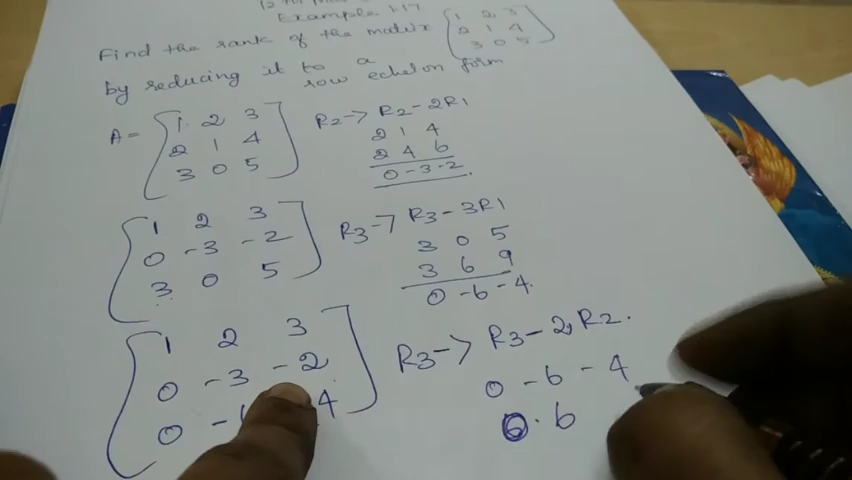 Example 1.17
Find the rank of the matrix [1 2 3
2 1 4
3 0 5]
by reducing it to a
row echelon form
A = [1 2 3
2 1 4
3 0 5]
R2 -> R2 - 2R1
2 1 4
2 4 6
0 -3 -2
[1 2 3
0 -3 -2
3 0 5]
R3 -> R3 - 3R1
3 0 5
3 6 9
0 -6 -4
[1 2 3
0 -3 -2
0 - 4]
R3 -> R3 - 2R2.
0 -6 -4
0. 6